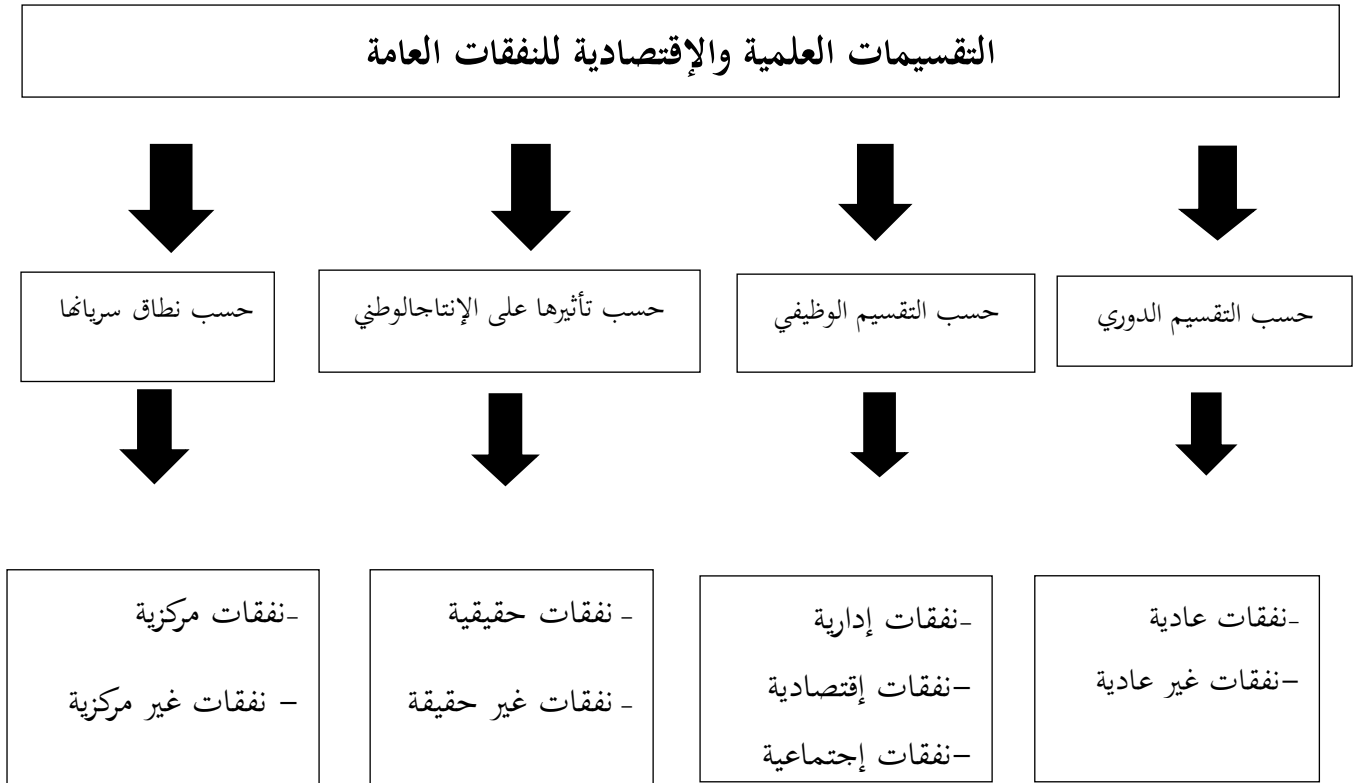 التقسيمات العلمية والإقتصادية للنفقات العامة
حسب التقسيم الدوري
حسب التقسيم الوظيفي
حسب تأثيرها على الإنتاجالوطني
حسب نطاق سريانها
-نفقات عادية
–نفقات غير عادية
-نفقات إدارية
–نفقات إقتصادية
–نفقات إجتماعية
- نفقات حقيقية
- نفقات غير حقيقة
-نفقات مركزية
– نفقات غير مركزية